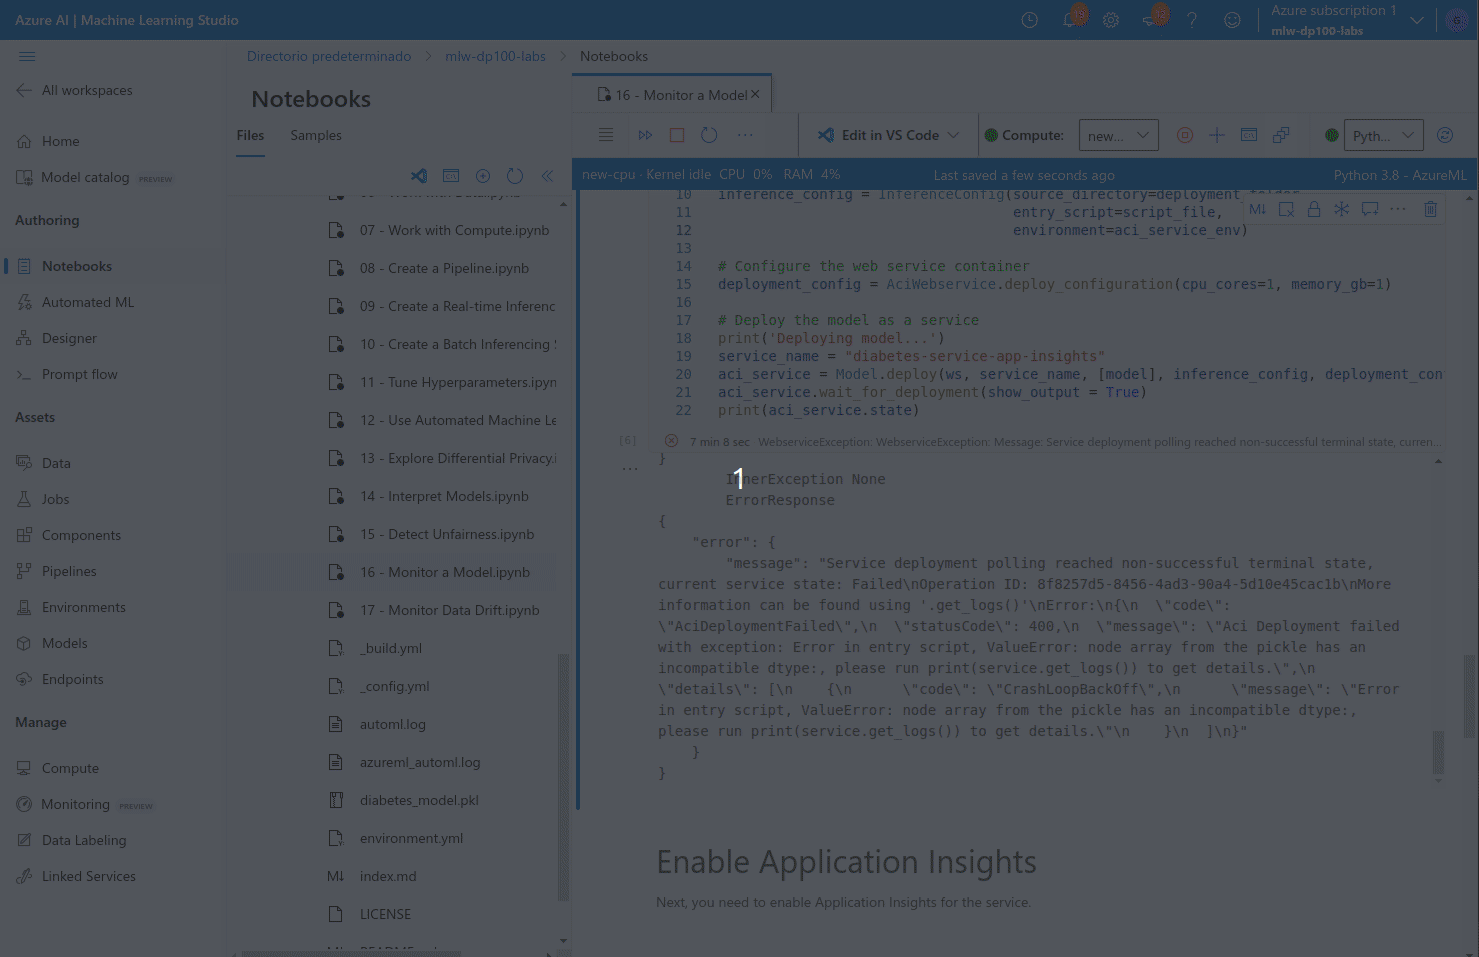 Azure AI | Machine Learning Studio
19
12
Azure subscription 1
mlw-dp100-labs
G
All workspaces
Home
Model catalog PREVIEW
Authoring
Notebooks
Automated ML
Designer
Prompt flow
Assets
Data
Jobs
Components
Pipelines
Environments
Models
Endpoints
Manage
Compute
Monitoring PREVIEW
Data Labeling
Linked Services
Directorio predeterminado > mlw-dp100-labs > Notebooks
Notebooks
Files Samples
07 - Work with Compute.ipynb
08 - Create a Pipeline.ipynb
09 - Create a Real-time Inferenc
10 - Create a Batch Inferencing
11 - Tune Hyperparameters.ipyn
12 - Use Automated Machine Le
13 - Explore Differential Privacy.i
14 - Interpret Models.ipynb
15 - Detect Unfairness.ipynb
16 - Monitor a Model.ipynb
17 - Monitor Data Drift.ipynb
_build.yml
_config.yml
automl.log
azureml_automl.log
diabetes_model.pkl
environment.yml
M↓ index.md
LICENSE
16 - Monitor a Model ×
Edit in VS Code Compute: new... Pyth...
new-cpu · Kernel idle CPU 0% RAM 4% Last saved a few seconds ago Python 3.8 - AzureML
M↓
10 inference_config = InferenceConfig(source_directory=deployment_folder,
11 entry_script=script_file,
12 environment=aci_service_env)
13
14 # Configure the web service container
15 deployment_config = AciWebservice.deploy_configuration(cpu_cores=1, memory_gb=1)
16
17 # Deploy the model as a service
18 print('Deploying model...')
19 service_name = "diabetes-service-app-insights"
20 aci_service = Model.deploy(ws, service_name, [model], inference_config, deployment_con
21 aci_service.wait_for_deployment(show_output = True)
22 print(aci_service.state)
[6] 7 min 8 sec WebserviceException: WebserviceException: Message: Service deployment polling reached non-successful terminal state, curren...
}
InnerException None
1
ErrorResponse
{
"error": {
"message": "Service deployment polling reached non-successful terminal state,
current service state: Failed\nOperation ID: 8f8257d5-8456-4ad3-90a4-5d10e45cac1b\nMore
information can be found using '.get_logs()'\nError:\n{\n \"code\":
\"AciDeploymentFailed\",\n \"statusCode\": 400,\n \"message\": \"Aci Deployment failed
with exception: Error in entry script, ValueError: node array from the pickle has an
incompatible dtype:, please run print(service.get_logs()) to get details.\",\n
\"details\": [\n {\n \"code\": \"CrashLoopBackOff\",\n \"message\": \"Error
in entry script, ValueError: node array from the pickle has an incompatible dtype:,
please run print(service.get_logs()) to get details.\"\n }\n ]\n}"
}
}
Enable Application Insights
Next, you need to enable Application Insights for the service.